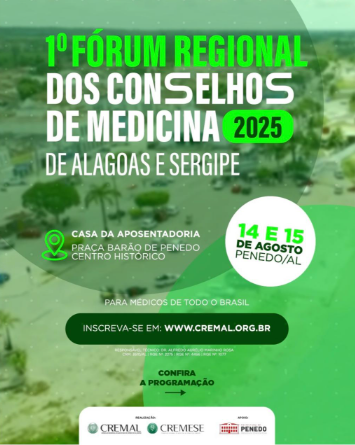 1º FÓRUM REGIONAL
DOS CONSELHOS
DE MEDICINA 2025
DE ALAGOAS E SERGIPE
CASA DA APOSENTADORIA
PRAÇA BARÃO DE PENEDO
CENTRO HISTÓRICO
14 E 15
DE AGOSTO
PENEDO/AL
PARA MÉDICOS DE TODO O BRASIL
INSCREVA-SE EM: WWW.CREMAL.ORG.BR
CONFIRA
A PROGRAMAÇÃO
REALIZAÇÃO:
APOIO:
CREMAL
CREMESE
PENEDO